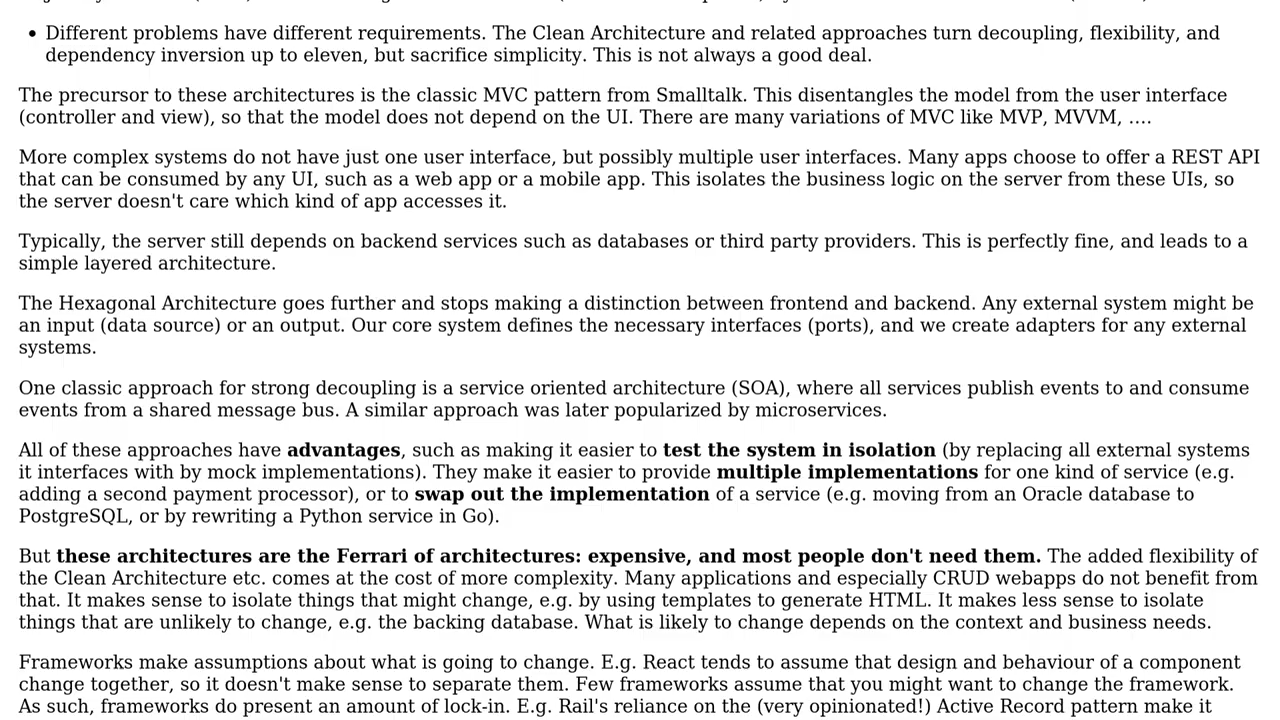 • Different problems have different requirements. The Clean Architecture and related approaches turn decoupling, flexibility, and
dependency inversion up to eleven, but sacrifice simplicity. This is not always a good deal.
The precursor to these architectures is the classic MVC pattern from Smalltalk. This disentangles the model from the user interface
(controller and view), so that the model does not depend on the UI. There are many variations of MVC like MVP, MVVM, ….
More complex systems do not have just one user interface, but possibly multiple user interfaces. Many apps choose to offer a REST API
that can be consumed by any UI, such as a web app or a mobile app. This isolates the business logic on the server from these UIs, so
the server doesn't care which kind of app accesses it.
Typically, the server still depends on backend services such as databases or third party providers. This is perfectly fine, and leads to a
simple layered architecture.
The Hexagonal Architecture goes further and stops making a distinction between frontend and backend. Any external system might be
an input (data source) or an output. Our core system defines the necessary interfaces (ports), and we create adapters for any external
systems.
One classic approach for strong decoupling is a service oriented architecture (SOA), where all services publish events to and consume
events from a shared message bus. A similar approach was later popularized by microservices.
All of these approaches have advantages, such as making it easier to test the system in isolation (by replacing all external systems
it interfaces with by mock implementations). They make it easier to provide multiple implementations for one kind of service (e.g.
adding a second payment processor), or to swap out the implementation of a service (e.g. moving from an Oracle database to
PostgreSQL, or by rewriting a Python service in Go).
But these architectures are the Ferrari of architectures: expensive, and most people don't need them. The added flexibility of
the Clean Architecture etc. comes at the cost of more complexity. Many applications and especially CRUD webapps do not benefit from
that. It makes sense to isolate things that might change, e.g. by using templates to generate HTML. It makes less sense to isolate
things that are unlikely to change, e.g. the backing database. What is likely to change depends on the context and business needs.
Frameworks make assumptions about what is going to change. E.g. React tends to assume that design and behaviour of a component
change together, so it doesn't make sense to separate them. Few frameworks assume that you might want to change the framework.
As such, frameworks do present an amount of lock-in. E.g. Rail's reliance on the (very opinionated!) Active Record pattern make it